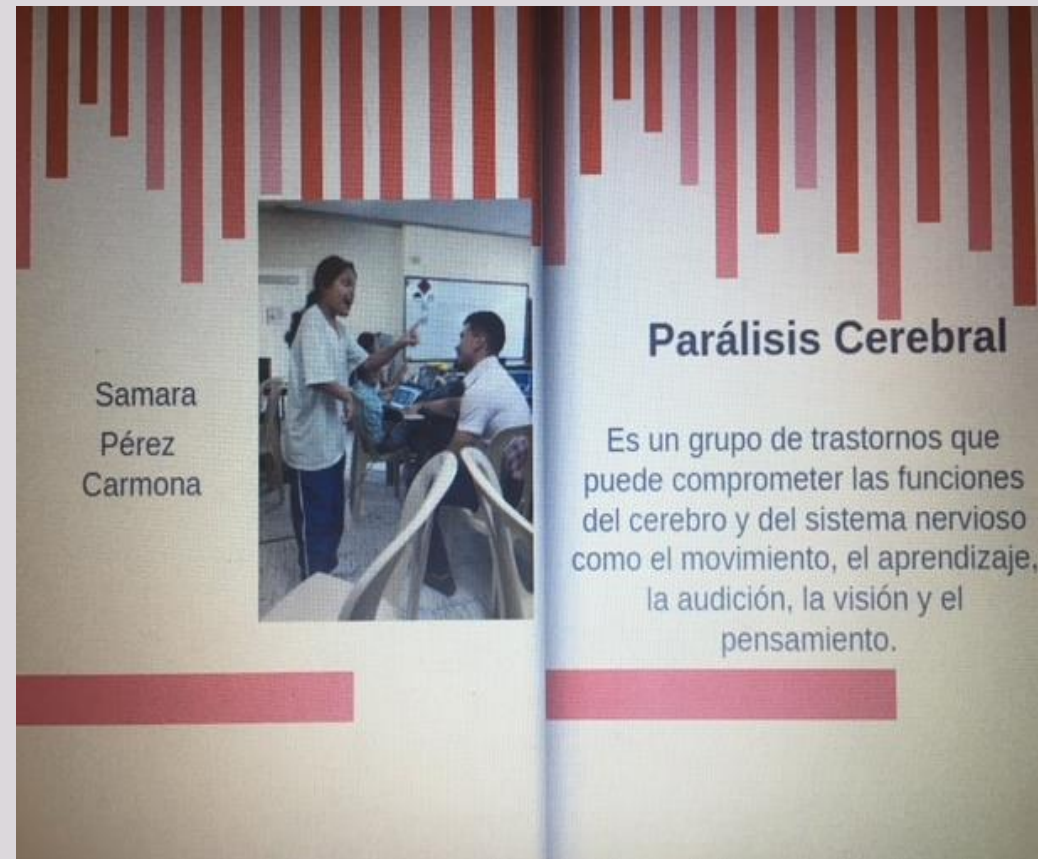 Samara
Pérez
Carmona
Parálisis Cerebral
Es un grupo de trastornos que
puede comprometer las funciones
del cerebro y del sistema nervioso
como el movimiento, el aprendizaje,
la audición, la visión y el
pensamiento.